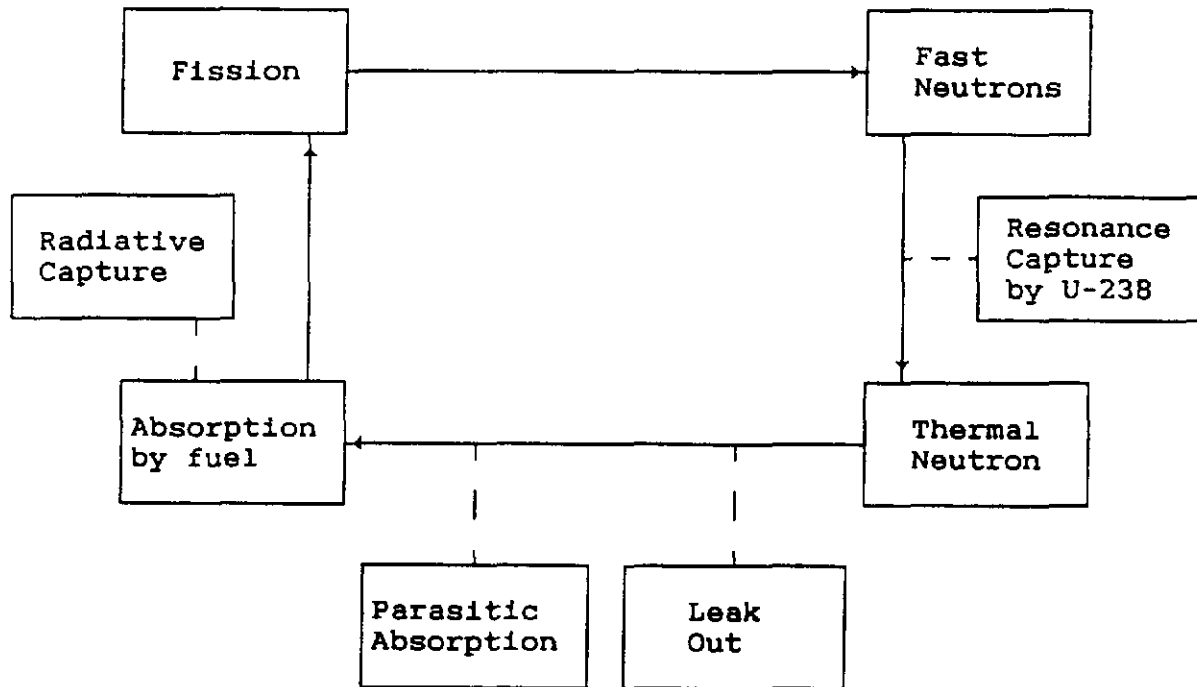 Fission
Fast
Neutrons
Radiative
Capture
Resonance
Capture
by U-238
Absorption
by fuel
Thermal
Neutron
Parasitic
Absorption
Leak
Out